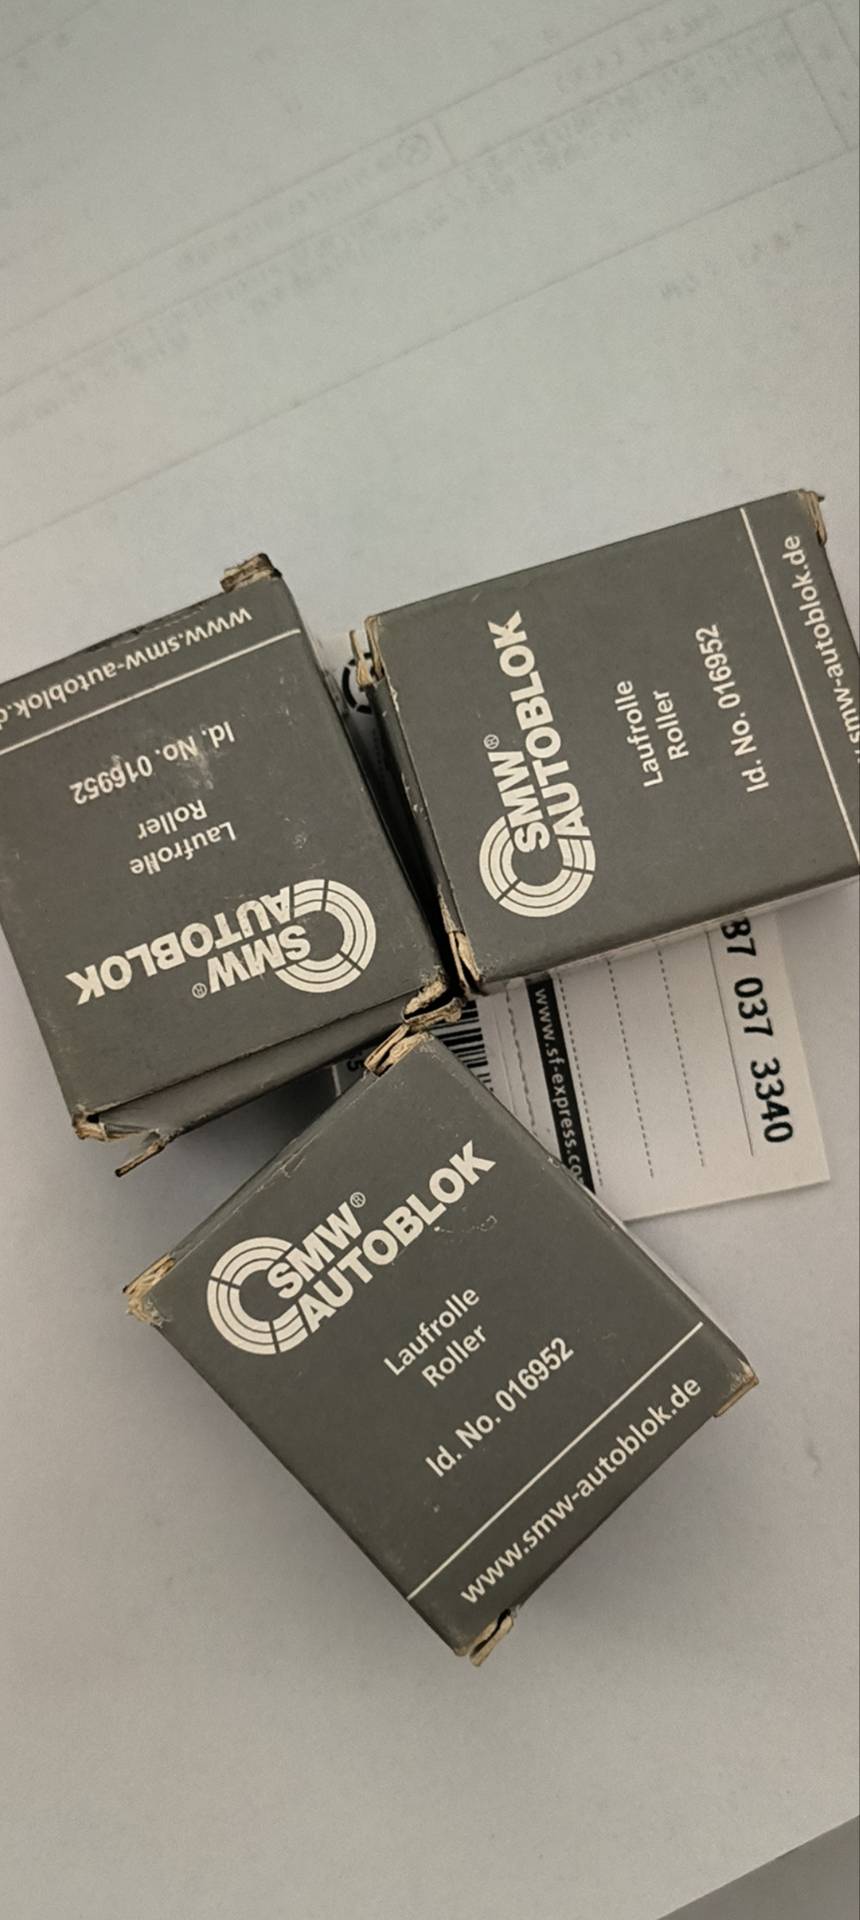 www.smw-autoblok.d
Id. No. 016952
Roller
Laufrolle
SMW®
AUTOBLOK
SMW®
AUTOBLOK
Laufrolle
Roller
Id. No. 016952
smw-autoblok.de
87 037 3340
www.sf-express.co
SMW®
AUTOBLOK
Laufrolle
Roller
Id. No. 016952
www.smw-autoblok.de